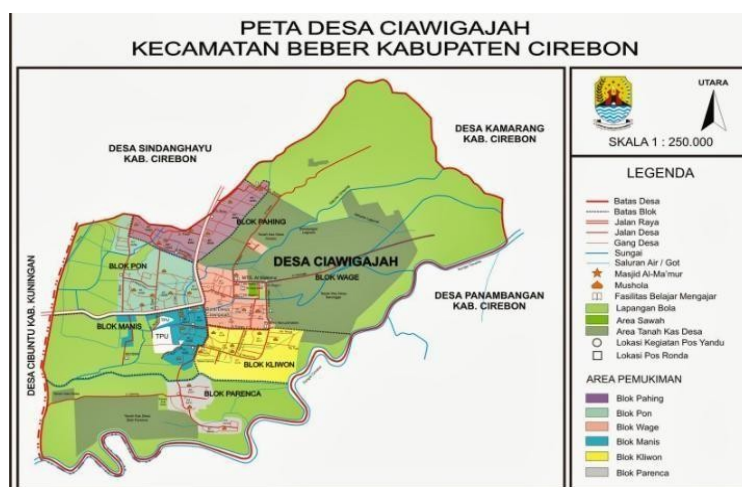 PETA DESA CIAWIGAJAH
KECAMATAN BEBER KABUPATEN CIREBON
DESA SINDANGHAYU
KAB. CIREBON
DESA KAMARANG
KAB. CIREBON
BLOK PAHING
BLOK PON
DESA CIAWIGAJAH
BLOK WAGE
DESA PANAMBANGAN
KAB. CIREBON
BLOK MANIS
TPU
BLOK KLIWON
BLOK PARENCA
DESA CIBUNTU KAB. KUNINGAN
UTARA
SKALA 1 : 250.000
LEGENDA
Batas Desa
Batas Blok
Jalan Raya
Jalan Desa
Gang Desa
Sungai
Saluran Air / Got
Masjid Al-Ma'mur
Mushola
Fasilitas Belajar Mengajar
Lapangan Bola
Area Sawah
Area Tanah Kas Desa
Lokasi Kegiatan Pos Yandu
Lokasi Pos Ronda
AREA PEMUKIMAN
Blok Pahing
Blok Pon
Blok Wage
Blok Manis
Blok Kliwon
Blok Parenca